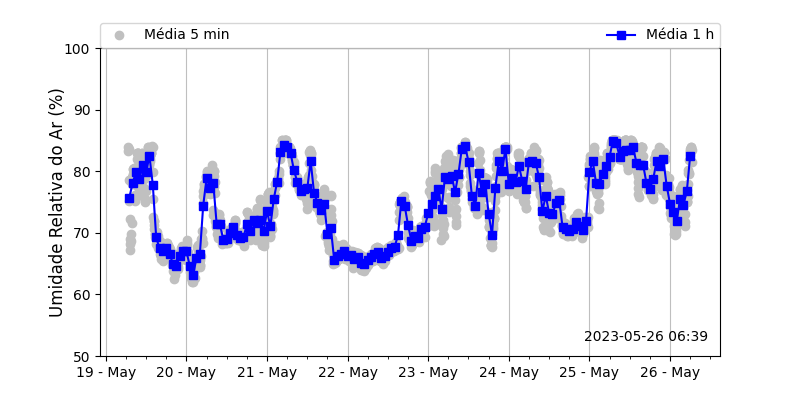 Média 5 min Média 1 h
Umidade Relativa do Ar (%)
100
90
80
70
60
50
2023-05-26 06:39
19 - May 20 - May 21 - May 22 - May 23 - May 24 - May 25 - May 26 - May